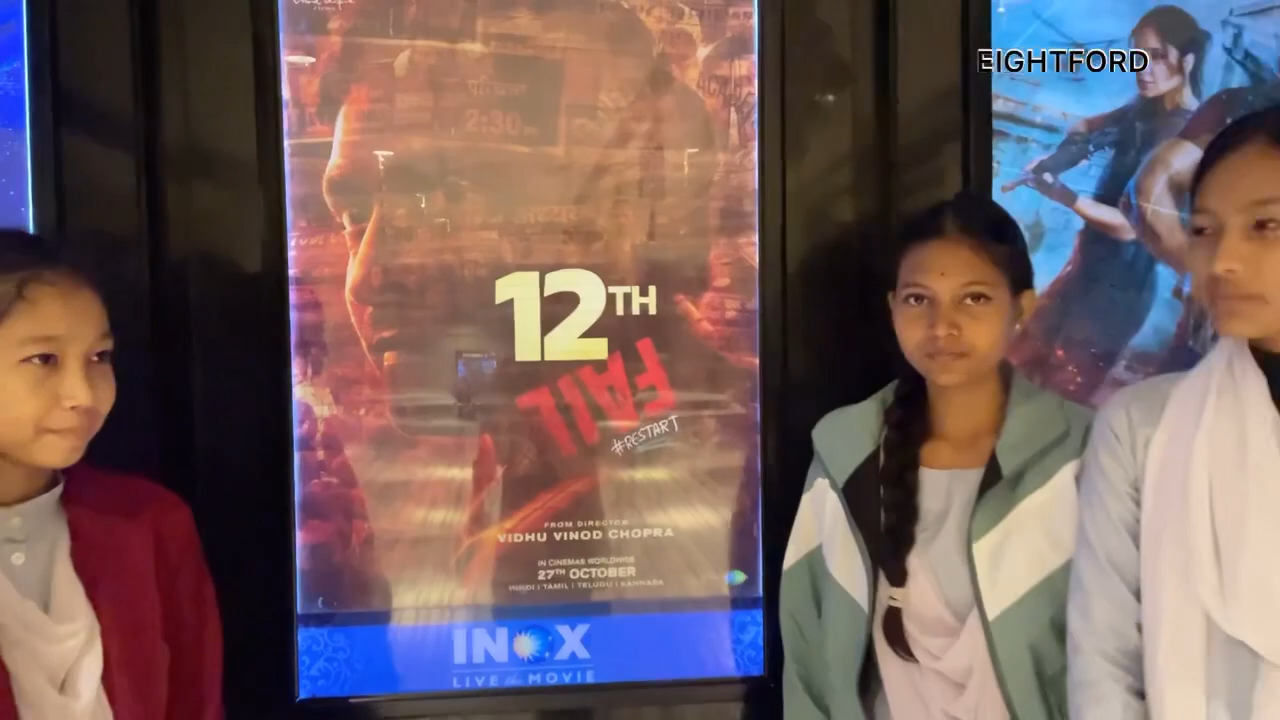 EIGHTFORD
2:30
12TH
FAIL
#RESTART
FROM DIRECTOR
VIDHU VINOD CHOPRA
IN CINEMAS WORLDWIDE
27TH OCTOBER
HINDI | TAMIL | TELUGU | KANNADA
INOX
LIVE the MOVIE